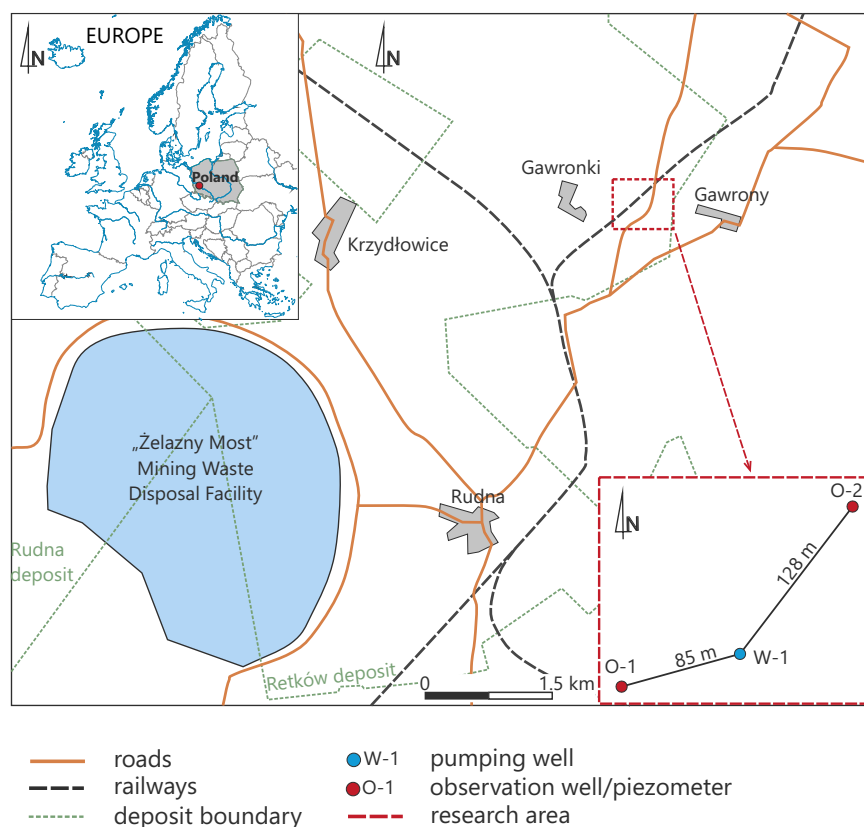 EUROPE
N
Poland
N
Gawronki
Gawrony
Krzydłowice
„Żelazny Most"
Mining Waste
Disposal Facility
Rudna
deposit
Rudna
Retków deposit
0 1.5 km
N
O-2
128 m
85 m
W-1
O-1
roads
railways
deposit boundary
W-1 pumping well
O-1 observation well/piezometer
research area